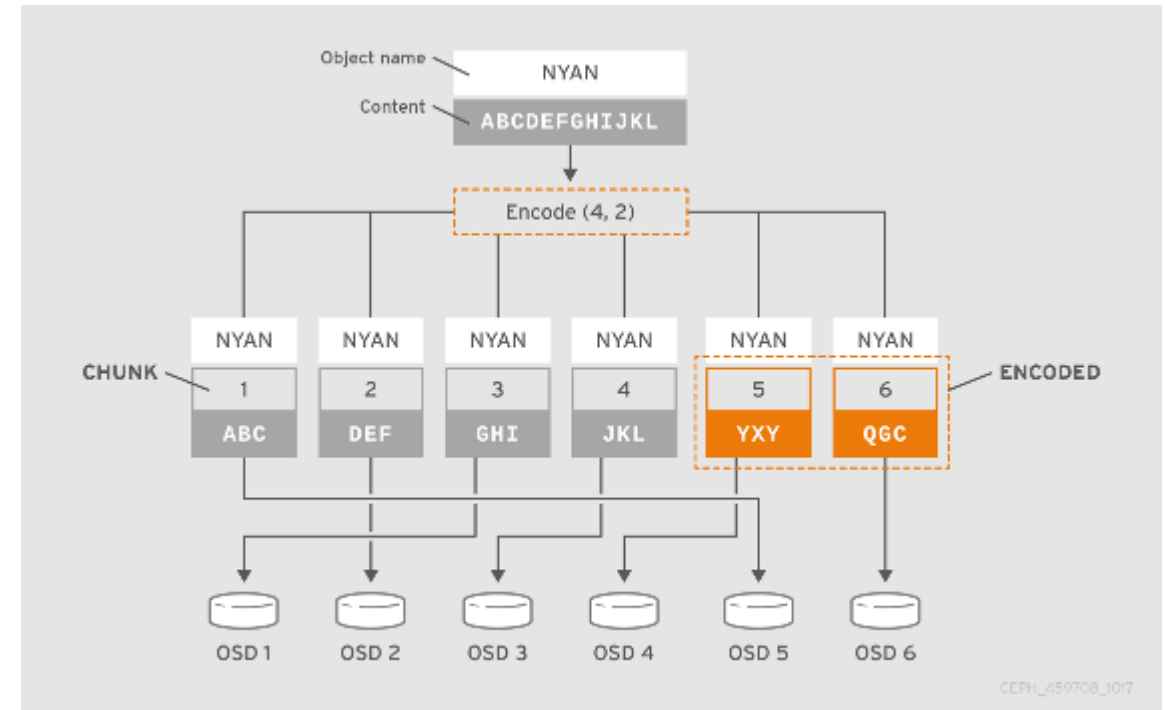 Object name
NYAN
Content
ABCDEFGHIJKL
Encode (4, 2)
NYAN NYAN NYAN NYAN NYAN NYAN
CHUNK 1 2 3 4 5 6 ENCODED
ABC DEF GHI JKL YXY QGC
OSD 1 OSD 2 OSD 3 OSD 4 OSD 5 OSD 6
CEPH_459708_1017